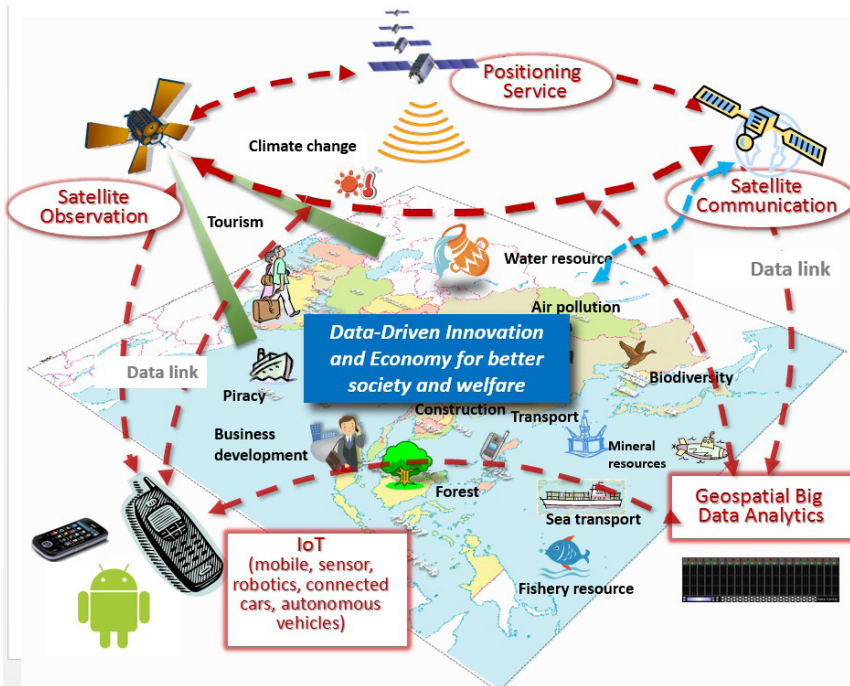 Positioning
Service
Climate change
Satellite
Observation
Satellite
Communication
Tourism
Water resource
Data link
Air pollution
Data-Driven Innovation
and Economy for better
society and welfare
Data link
Biodiversity
Piracy
Construction
Transport
Business
development
Mineral
resources
Forest
Sea transport
Geospatial Big
Data Analytics
IoT
(mobile, sensor,
robotics, connected
cars, autonomous
vehicles)
Fishery resource